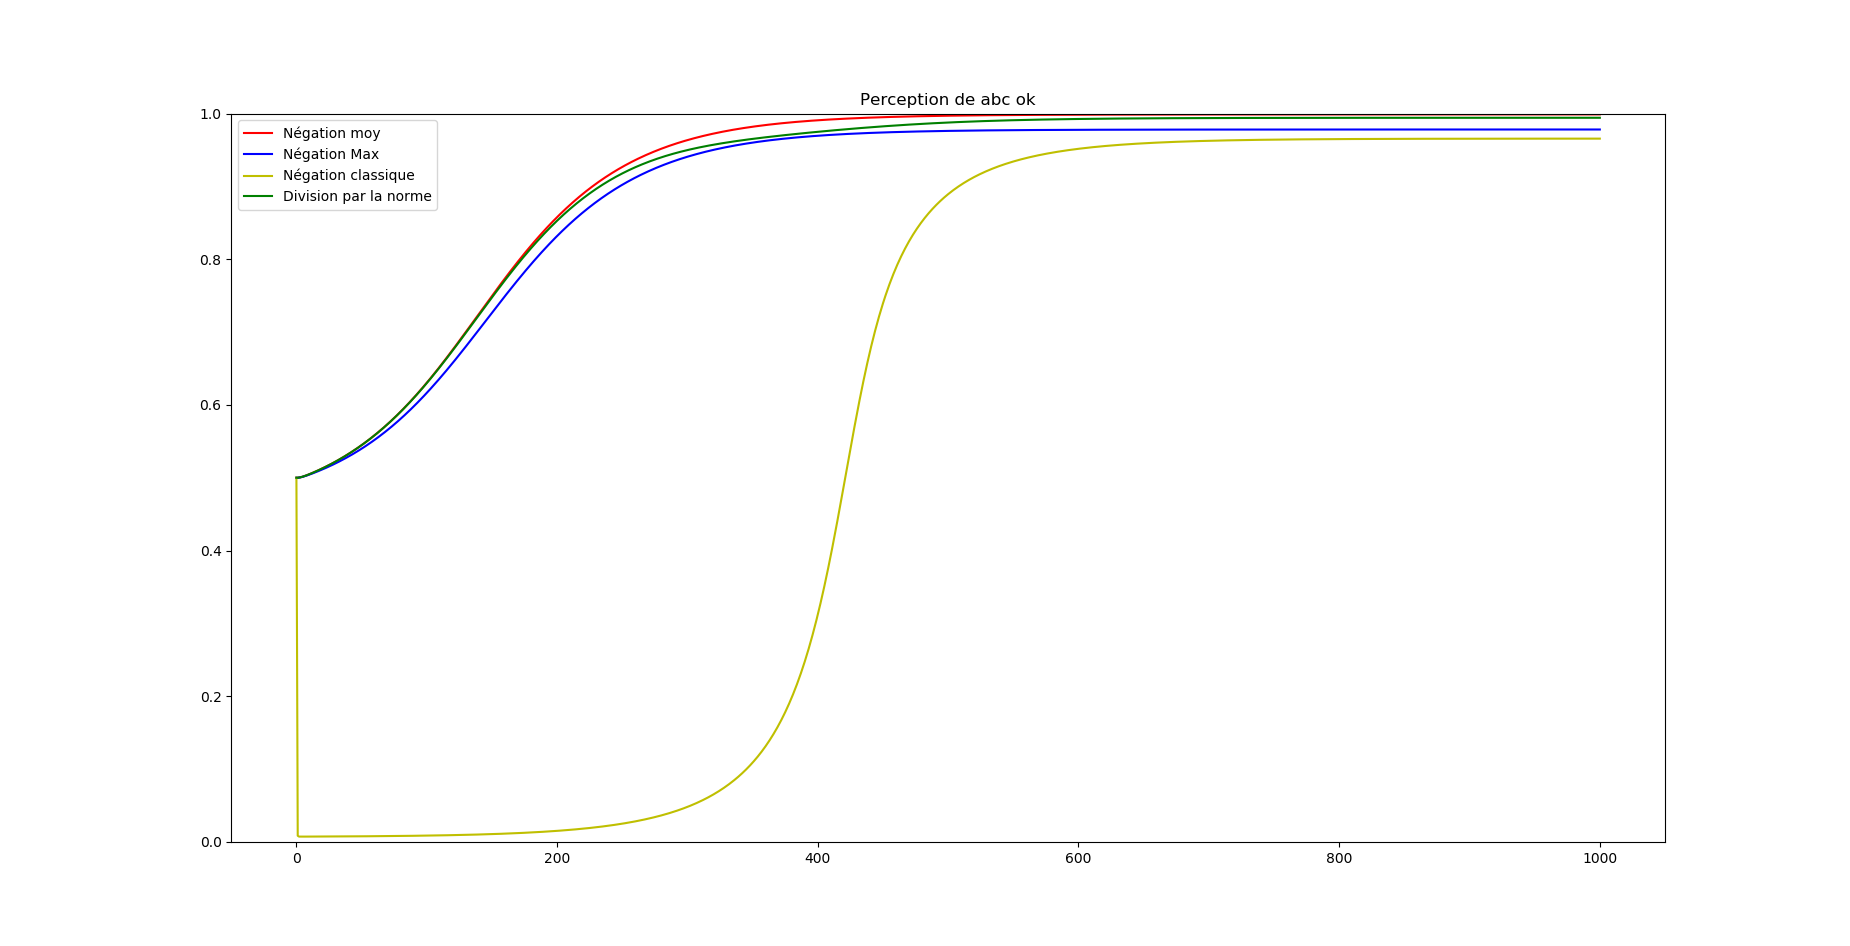 Perception de abc ok
1.0
0.8
0.6
0.4
0.2
0.0
Négation moy
Négation Max
Négation classique
Division par la norme
0 200 400 600 800 1000